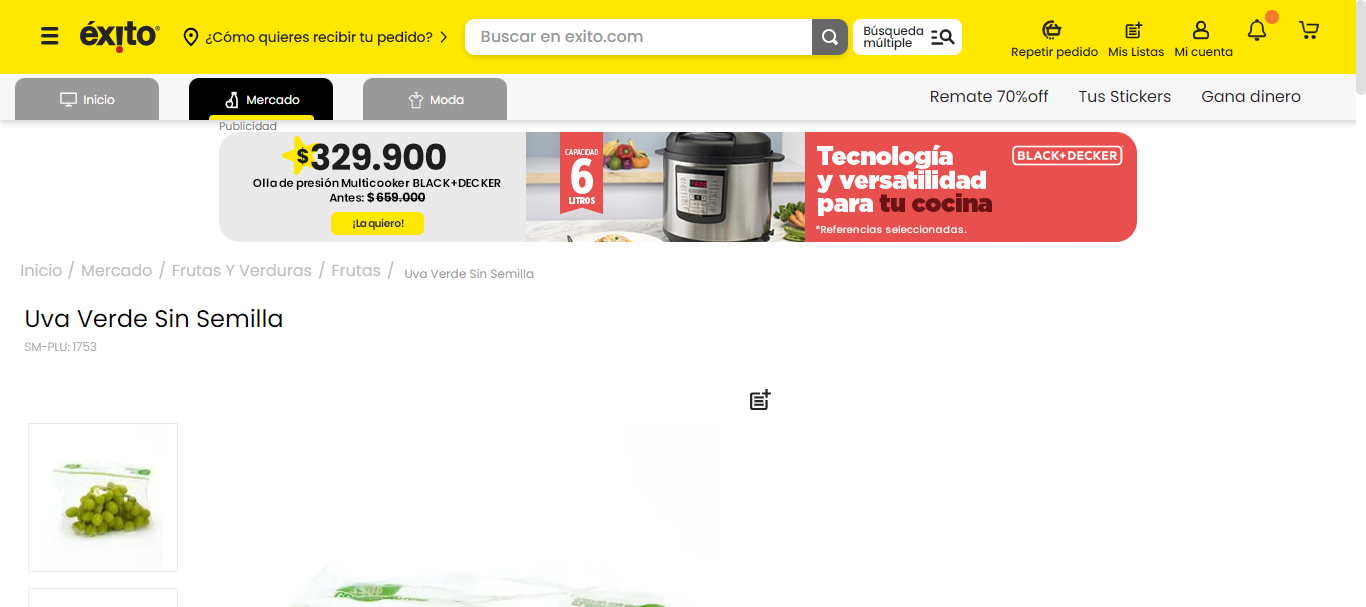 éxito
¿Cómo quieres recibir tu pedido?
Buscar en exito.com
Búsqueda
múltiple
Repetir pedido
Mis Listas
Mi cuenta
Inicio
Mercado
Moda
Remate 70%off
Tus Stickers
Gana dinero
Publicidad
$329.900
Olla de presión Multicooker BLACK+DECKER
Antes: $ 659.000
¡La quiero!
CAPACIDAD
6
LITROS
Tecnología
y versatilidad
para tu cocina
*Referencias seleccionadas.
BLACK+DECKER
Inicio / Mercado / Frutas Y Verduras / Frutas / Uva Verde Sin Semilla
Uva Verde Sin Semilla
SM-PLU: 1753